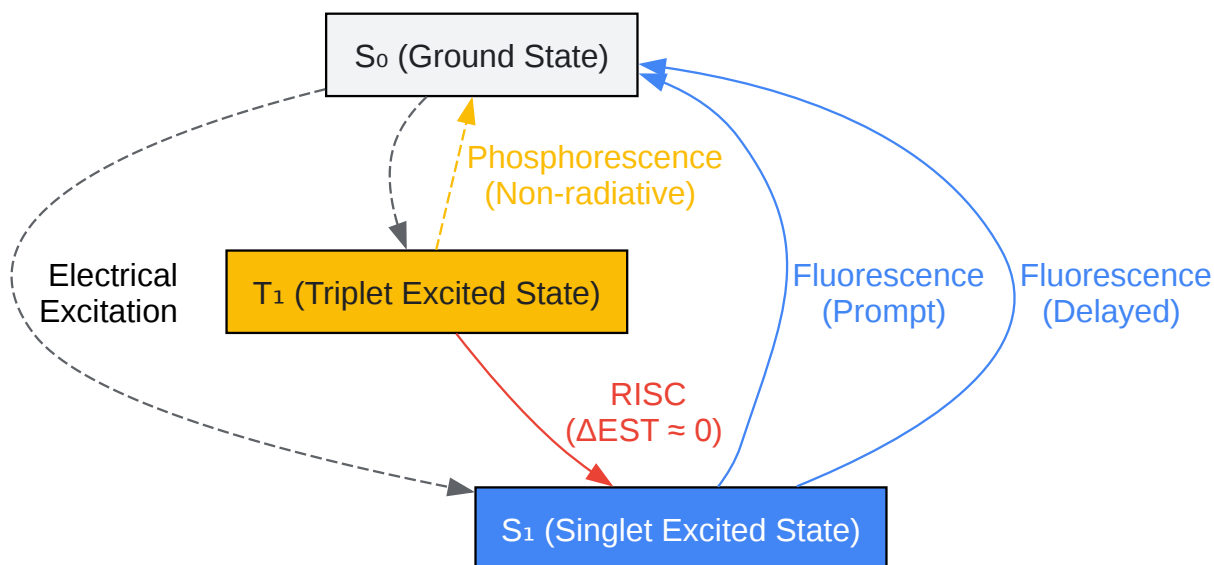 S₀ (Ground State)
Phosphorescence
(Non-radiative)
Electrical
Excitation
T₁ (Triplet Excited State)
Fluorescence
(Prompt)
Fluorescence
(Delayed)
RISC
(ΔEST ≈ 0)
S₁ (Singlet Excited State)